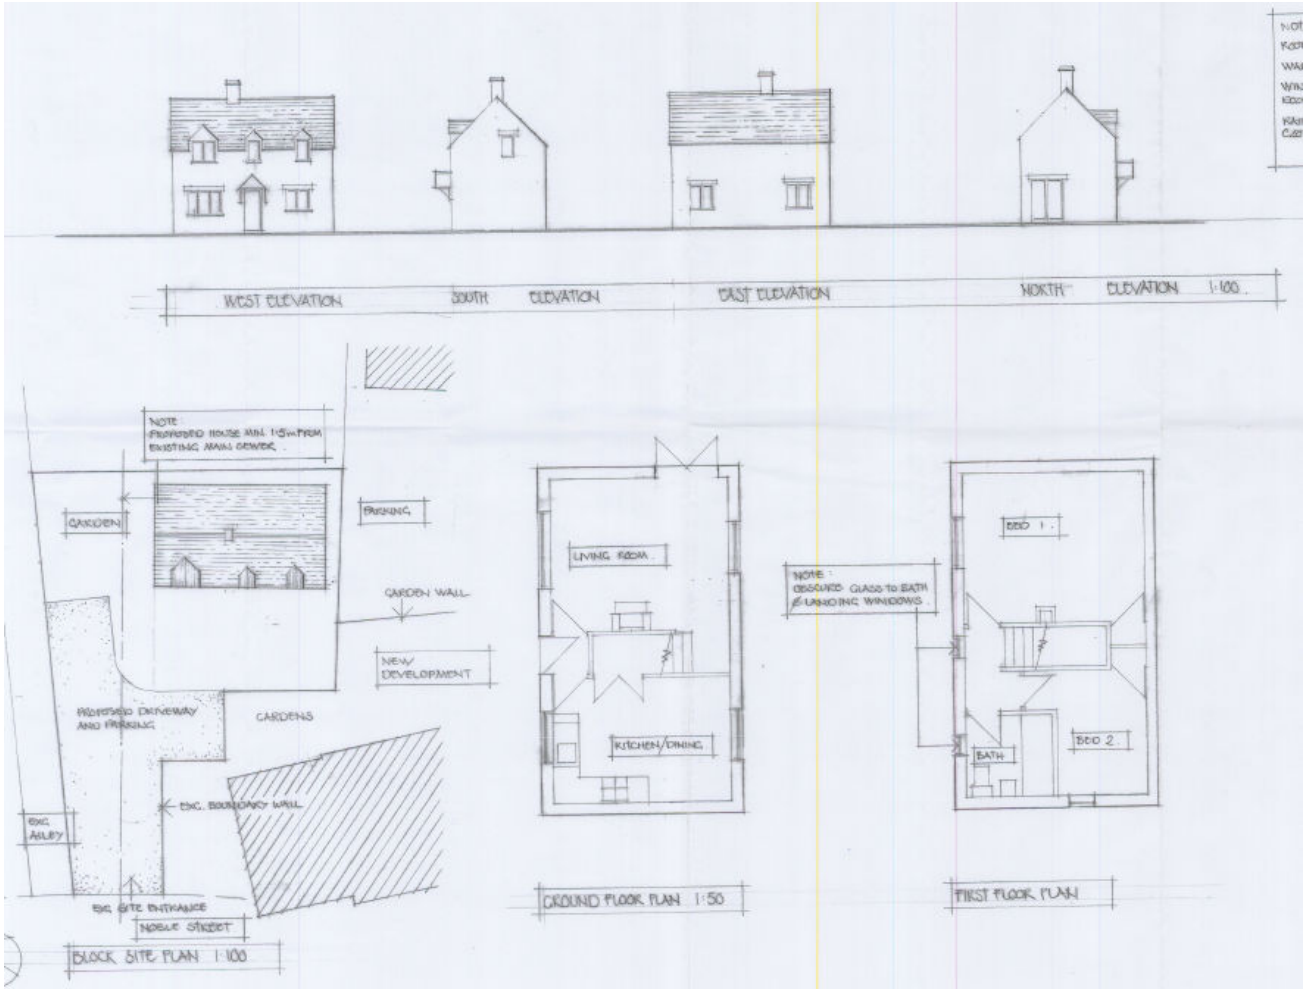 WEST ELEVATION
SOUTH ELEVATION
EAST ELEVATION
NORTH ELEVATION 1:100
NOTE
PROPOSED HOUSE MIN. 1.5m FROM
EXISTING MAIN SEWER.
GARDEN
PARKING
GARDEN WALL
NEW
DEVELOPMENT
PROPOSED DRIVEWAY
AND PARKING
GARDENS
EXG. BOUNDARY WALL
EXG.
ALLEY
EXG SITE ENTRANCE
NOBLE STREET
BLOCK SITE PLAN 1:100
LIVING ROOM.
KITCHEN/DINING
GROUND FLOOR PLAN 1:50
NOTE:
OBSCURE GLASS TO BATH
& LANDING WINDOWS
BED 1.
BED 2.
BATH
FIRST FLOOR PLAN